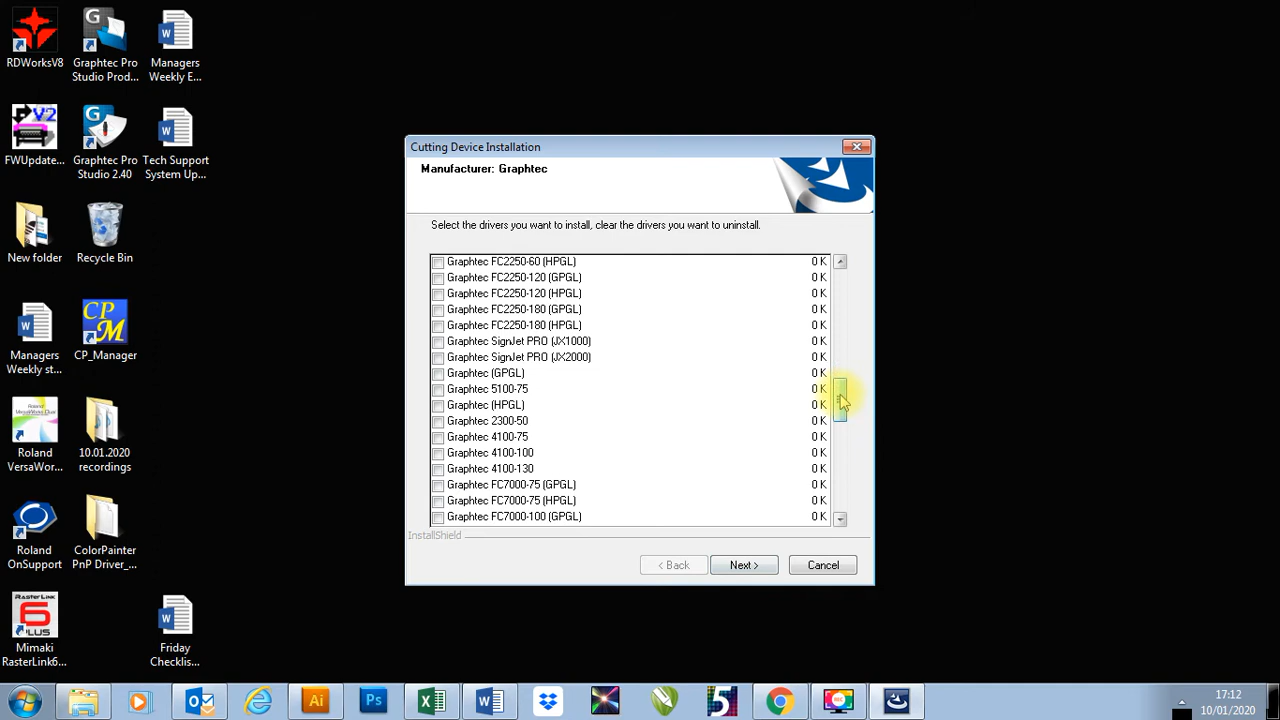 RDWorksV8
Graphtec Pro
Studio Prod...
Managers
Weekly E...
FWUpdate...
Graphtec Pro
Studio 2.40
Tech Support
System Up...
New folder
Recycle Bin
Managers
Weekly st...
CP_Manager
Roland
VersaWor...
10.01.2020
recordings
Roland
OnSupport
ColorPainter
PnP Driver_...
Mimaki
RasterLink6...
Friday
Checklis...
Cutting Device Installation
Manufacturer: Graphtec
Select the drivers you want to install, clear the drivers you want to uninstall.
Graphtec FC2250-60 (HPGL) 0 K
Graphtec FC2250-120 (GPGL) 0 K
Graphtec FC2250-120 (HPGL) 0 K
Graphtec FC2250-180 (GPGL) 0 K
Graphtec FC2250-180 (HPGL) 0 K
Graphtec SignJet PRO (JX1000) 0 K
Graphtec SignJet PRO (JX2000) 0 K
Graphtec (GPGL) 0 K
Graphtec 5100-75 0 K
Graphtec (HPGL) 0 K
Graphtec 2300-50 0 K
Graphtec 4100-75 0 K
Graphtec 4100-100 0 K
Graphtec 4100-130 0 K
Graphtec FC7000-75 (GPGL) 0 K
Graphtec FC7000-75 (HPGL) 0 K
Graphtec FC7000-100 (GPGL) 0 K
InstallShield
< Back Next > Cancel
17:12
10/01/2020